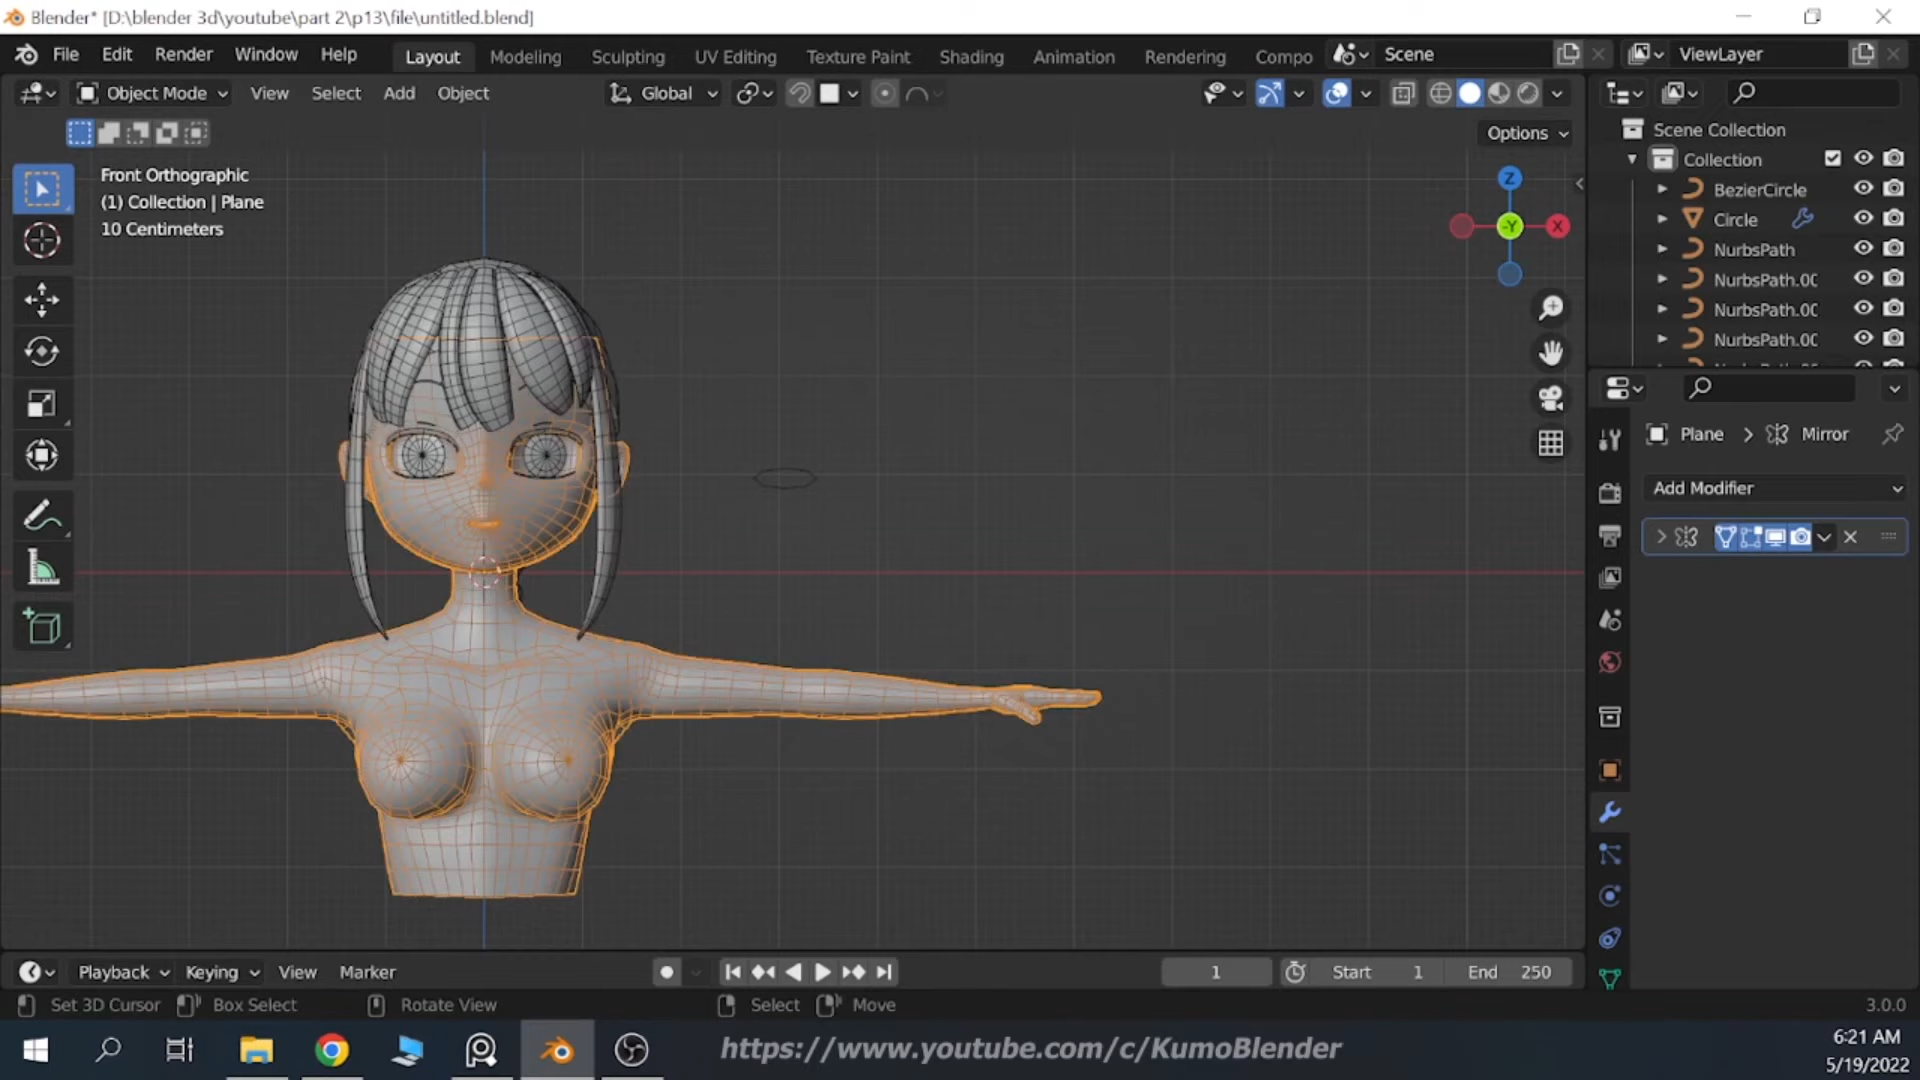 Blender* [D:\blender 3d\youtube\part 2\p13\file\untitled.blend]
File Edit Render Window Help Layout Modeling Sculpting UV Editing Texture Paint Shading Animation Rendering Compo Scene ViewLayer
Object Mode View Select Add Object Global
Options
Front Orthographic
(1) Collection | Plane
10 Centimeters
Z
-Y X
Scene Collection
Collection
BezierCircle
Circle
NurbsPath
NurbsPath.00
NurbsPath.00
NurbsPath.00
Plane > Mirror
Add Modifier
Playback Keying View Marker 1 Start 1 End 250
Set 3D Cursor Box Select Rotate View Select Move 3.0.0
https://www.youtube.com/c/KumoBlender
6:21 AM
5/19/2022